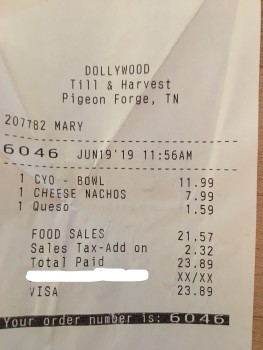 DOLLYWOOD
Till & Harvest
Pigeon Forge, TN
207782 MARY
6046 JUN19'19 11:56AM
1 CYO - BOWL 11.99
1 CHEESE NACHOS 7.99
1 Queso 1.59
FOOD SALES 21.57
Sales Tax-Add on 2.32
Total Paid 23.89
XX/XX
VISA 23.89
Your order number is: 6046